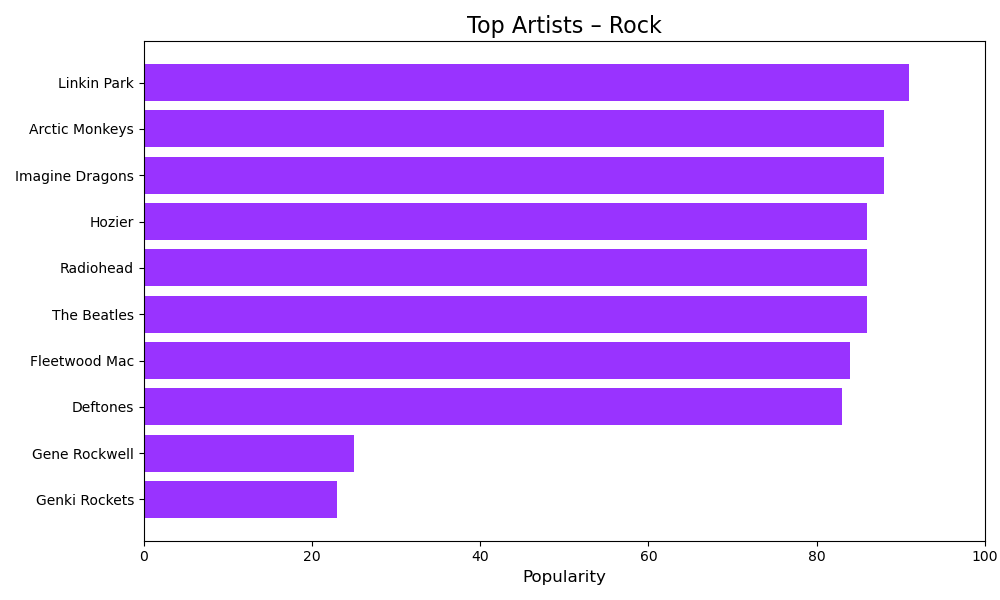 Top Artists – Rock
Linkin Park
Arctic Monkeys
Imagine Dragons
Hozier
Radiohead
The Beatles
Fleetwood Mac
Deftones
Gene Rockwell
Genki Rockets
0 20 40 60 80 100
Popularity